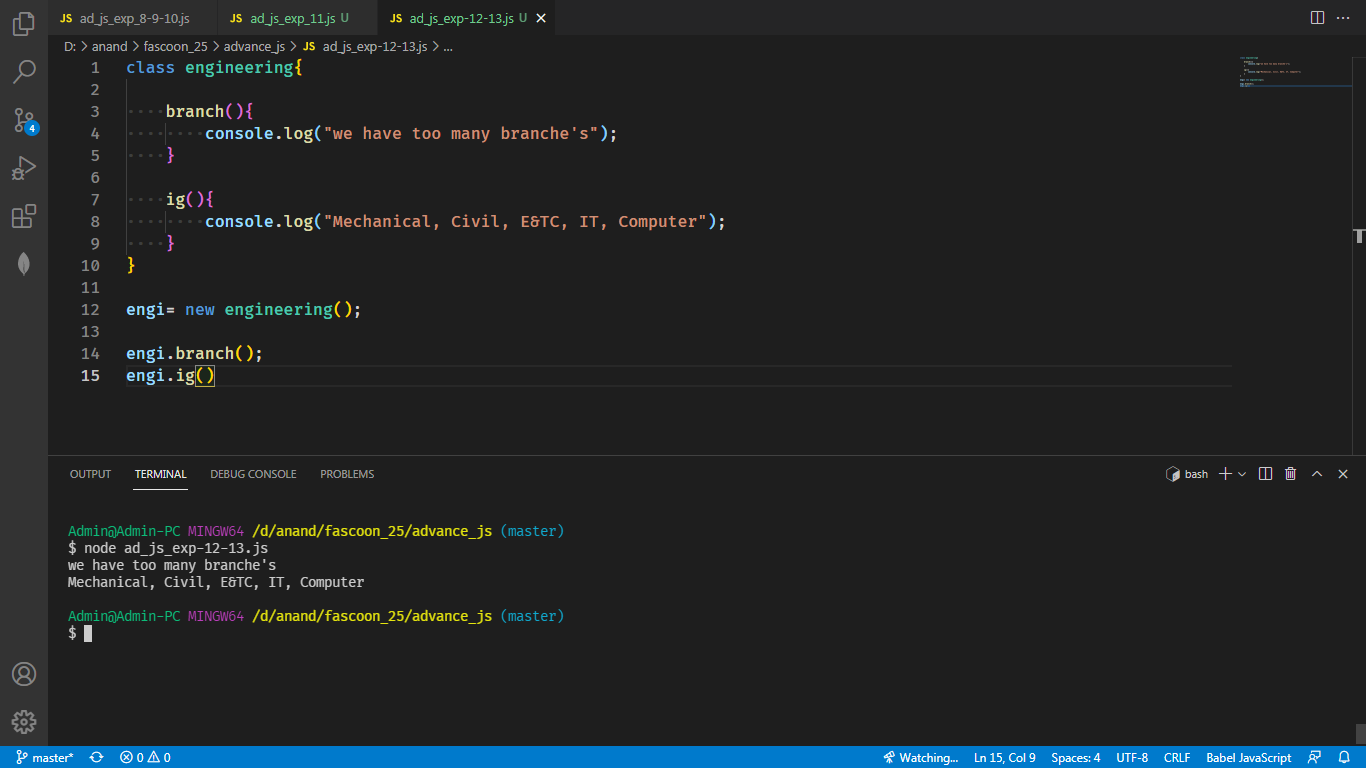 JS ad_js_exp_8-9-10.js JS ad_js_exp_11.js U JS ad_js_exp-12-13.js U
D: > anand > fascoon_25 > advance_js > JS ad_js_exp-12-13.js > ...
1 class engineering{
2
3 branch(){
4 console.log("we have too many branche's");
5 }
6
7 ig(){
8 console.log("Mechanical, Civil, E&TC, IT, Computer");
9 }
10 }
11
12 engi= new engineering();
13
14 engi.branch();
15 engi.ig()
4
OUTPUT TERMINAL DEBUG CONSOLE PROBLEMS bash
Admin@Admin-PC MINGW64 /d/anand/fascoon_25/advance_js (master)
$ node ad_js_exp-12-13.js
we have too many branche's
Mechanical, Civil, E&TC, IT, Computer
Admin@Admin-PC MINGW64 /d/anand/fascoon_25/advance_js (master)
$
master* 0 0 Watching... Ln 15, Col 9 Spaces: 4 UTF-8 CRLF Babel JavaScript